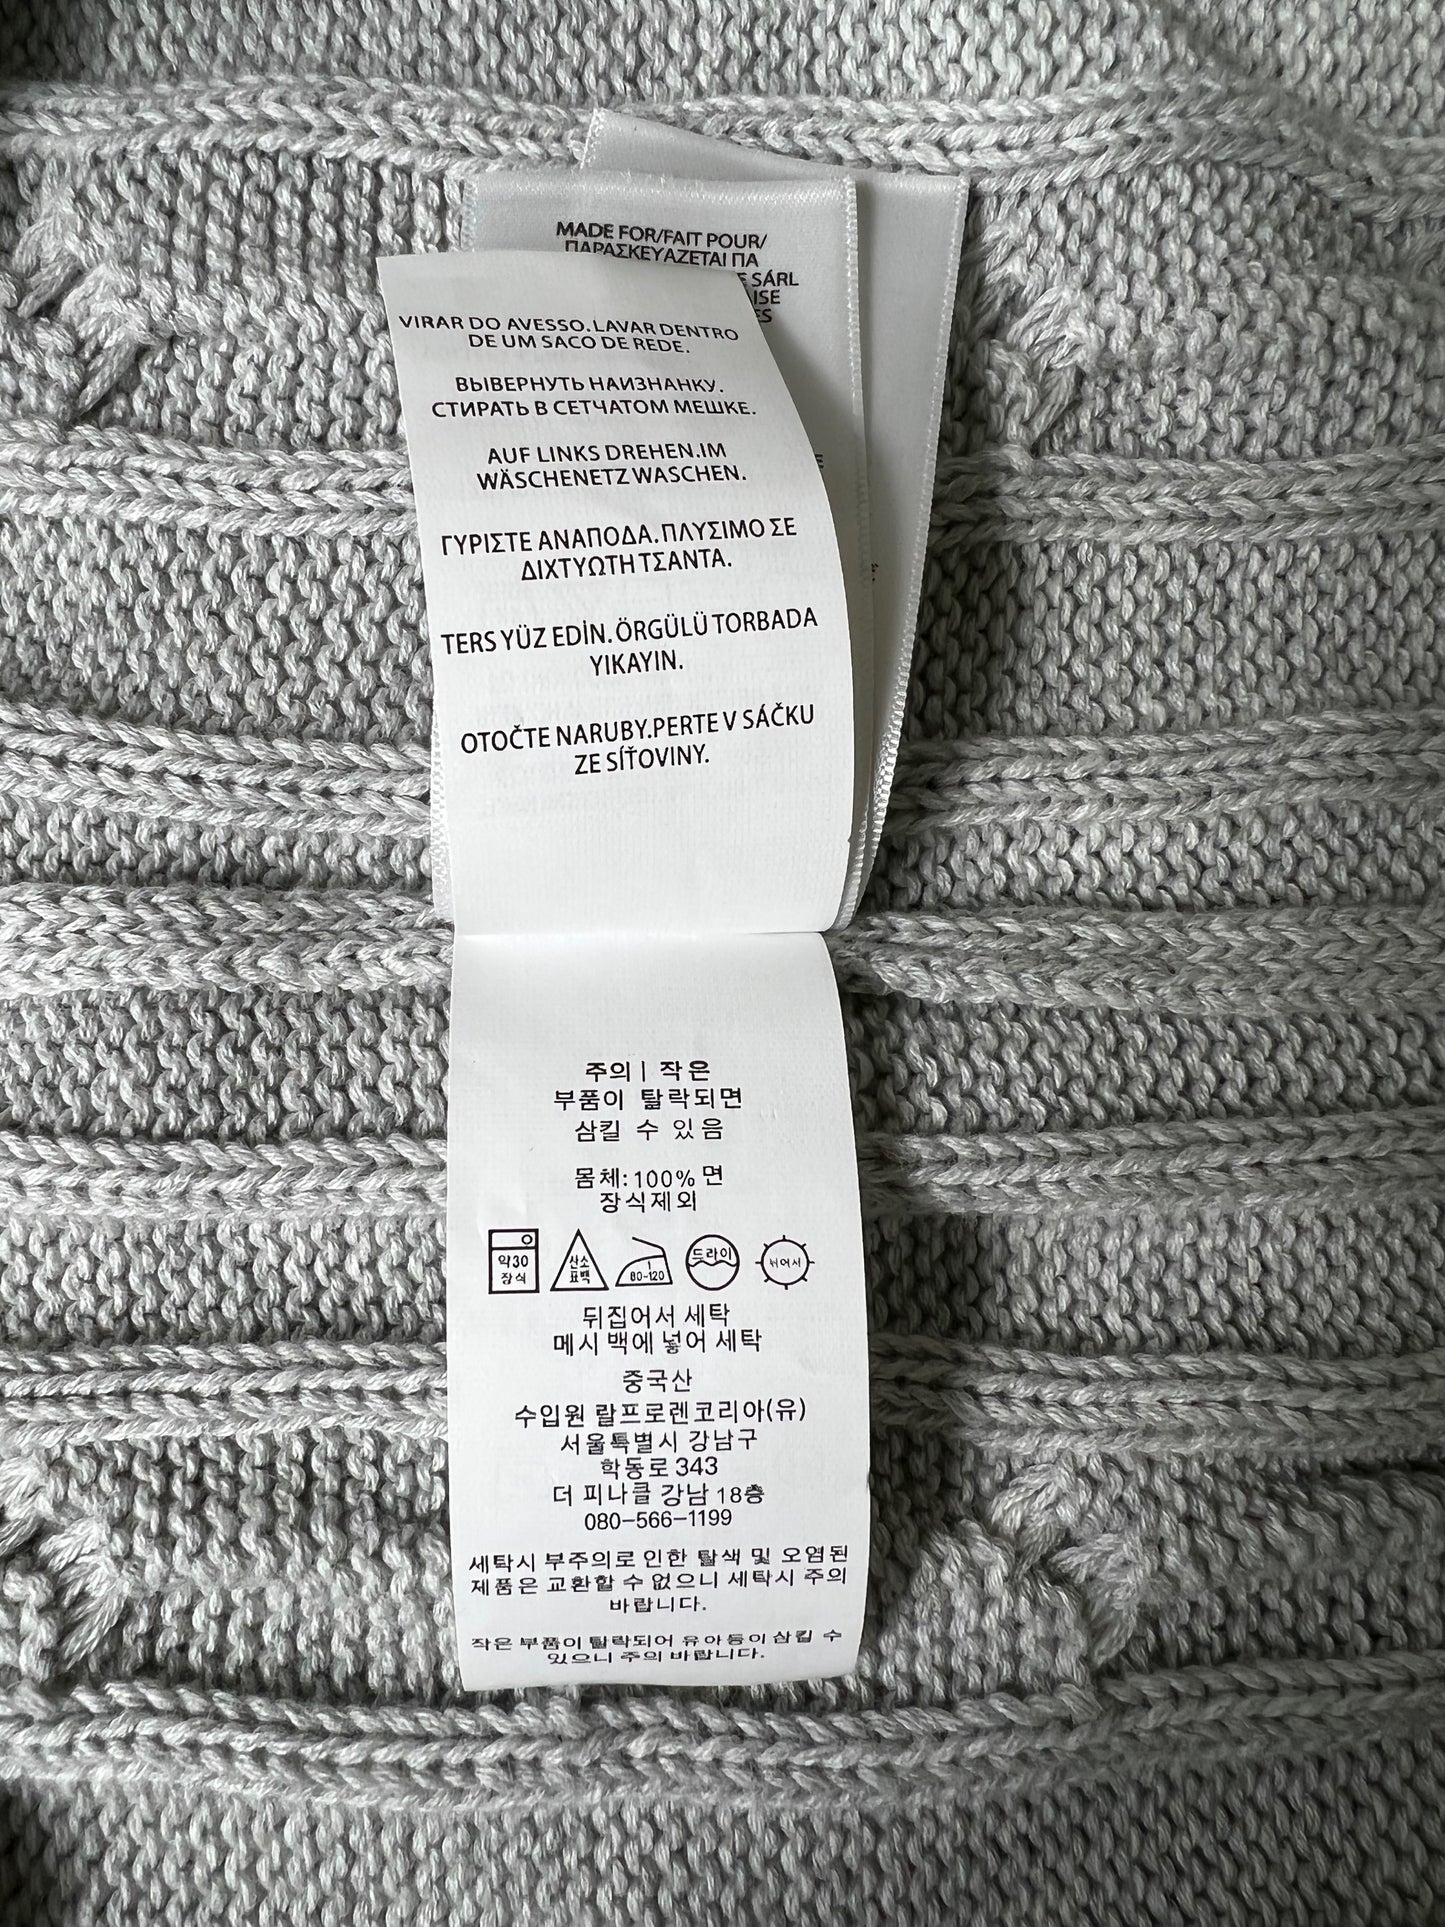 MADE FOR/FAIT POUR/
ΠΑΡΑΣΚΕΥΑΖΕΤΑΙ ΓΙΑ
SÁRL
VIRAR DO AVESSO. LAVAR DENTRO
DE UM SACO DE REDE.
ВЫВЕРНУТЬ НАИЗНАНКУ.
СТИРАТЬ В СЕТЧАТОМ МЕШКЕ.
AUF LINKS DREHEN.IM
WÄSCHENETZ WASCHEN.
ΓΥΡΙΣΤΕ ΑΝΑΠΟΔΑ. ΠΛΥΣΙΜΟ ΣΕ
ΔΙΧΤΥΩΤΗ ΤΣΑΝΤΑ.
TERS YÜZ EDİN. ÖRGÜLÜ TORBADA
YIKAYIN.
OTOČTE NARUBY.PERTE V SÁČKU
ZE SÍŤOVINY.
주의 | 작은
부품이 탈락되면
삼킬 수 있음
몸체: 100% 면
장식제외
약30
장식
산소
표백
80-120
드라이
뉘어서
뒤집어서 세탁
메시 백에 넣어 세탁
중국산
수입원 랄프로렌코리아(유)
서울특별시 강남구
학동로 343
더 피나클 강남 18층
080-566-1199
세탁시 부주의로 인한 탈색 및 오염된
제품은 교환할 수 없으니 세탁시 주의
바랍니다.
작은 부품이 탈락되어 유아등이 삼킬 수
있으니 주의 바랍니다.